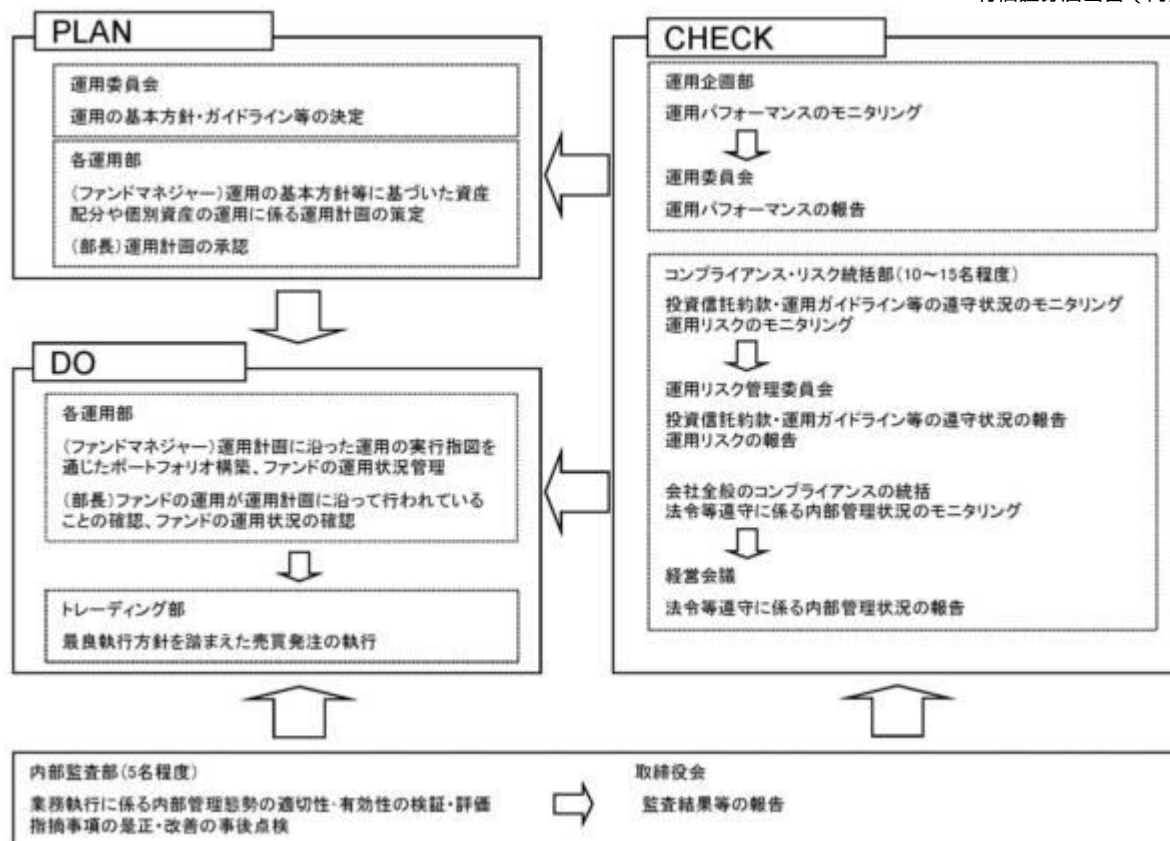 PLAN
運用委員会
運用の基本方針・ガイドライン等の決定
各運用部
(ファンドマネジャー)運用の基本方針等に基づいた資産
配分や個別資産の運用に係る運用計画の策定
(部長)運用計画の承認
DO
各運用部
(ファンドマネジャー)運用計画に沿った運用の実行指図を
通じたポートフォリオ構築、ファンドの運用状況管理
(部長)ファンドの運用が運用計画に沿って行われている
ことの確認、ファンドの運用状況の確認
トレーディング部
最良執行方針を踏まえた売買発注の執行
CHECK
運用企画部
運用パフォーマンスのモニタリング
運用委員会
運用パフォーマンスの報告
コンプライアンス・リスク統括部(10～15名程度)
投資信託約款・運用ガイドライン等の遵守状況のモニタリング
運用リスクのモニタリング
運用リスク管理委員会
投資信託約款・運用ガイドライン等の遵守状況の報告
運用リスクの報告
会社全般のコンプライアンスの統括
法令等遵守に係る内部管理状況のモニタリング
経営会議
法令等遵守に係る内部管理状況の報告
内部監査部(5名程度)
業務執行に係る内部管理態勢の適切性・有効性の検証・評価
指摘事項の是正・改善の事後点検
取締役会
監査結果等の報告